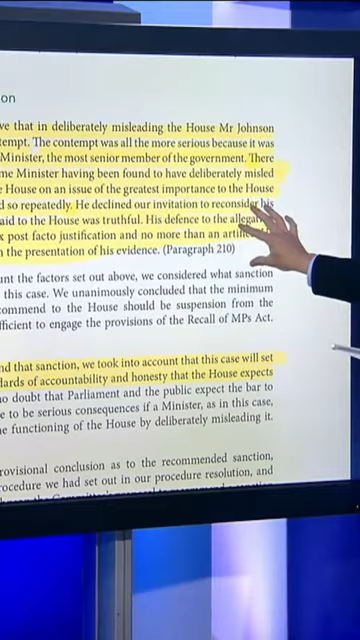 on
ve that in deliberately misleading the House Mr Johnson
tempt. The contempt was all the more serious because it was
Minister, the most senior member of the government. There
me Minister having been found to have deliberately misled
e House on an issue of the greatest importance to the House
d so repeatedly. He declined our invitation to reconsider his
aid to the House was truthful. His defence to the allega
x post facto justification and no more than an artifi
n the presentation of his evidence. (Paragraph 210)
unt the factors set out above, we considered what sanction
this case. We unanimously concluded that the minimum
commend to the House should be suspension from the
fficient to engage the provisions of the Recall of MPs Act.
nd that sanction, we took into account that this case will set
dards of accountability and honesty that the House expects
no doubt that Parliament and the public expect the bar to
e to be serious consequences if a Minister, as in this case,
he functioning of the House by deliberately misleading it.
rovisional conclusion as to the recommended sanction,
rocedure we had set out in our procedure resolution, and